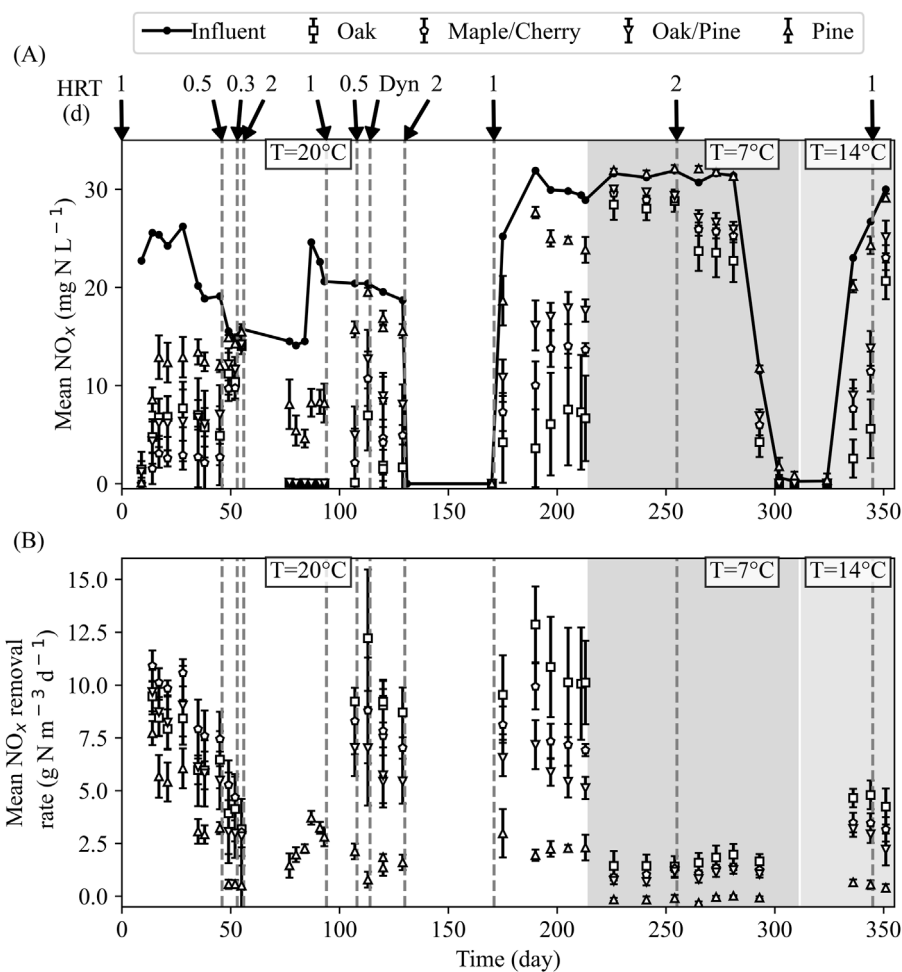 Influent Oak Maple/Cherry Oak/Pine Pine
(A)
HRT (d)
1 0.5 0.3 2 1 0.5 Dyn 2 1 2 1
T=20°C T=7°C T=14°C
Mean NOx (mg N L−1)
30
20
10
0
0 50 100 150 200 250 300 350
(B)
T=20°C T=7°C T=14°C
Mean NOx removal
rate (g N m−3 d−1)
15.0
12.5
10.0
7.5
5.0
2.5
0.0
0 50 100 150 200 250 300 350
Time (day)